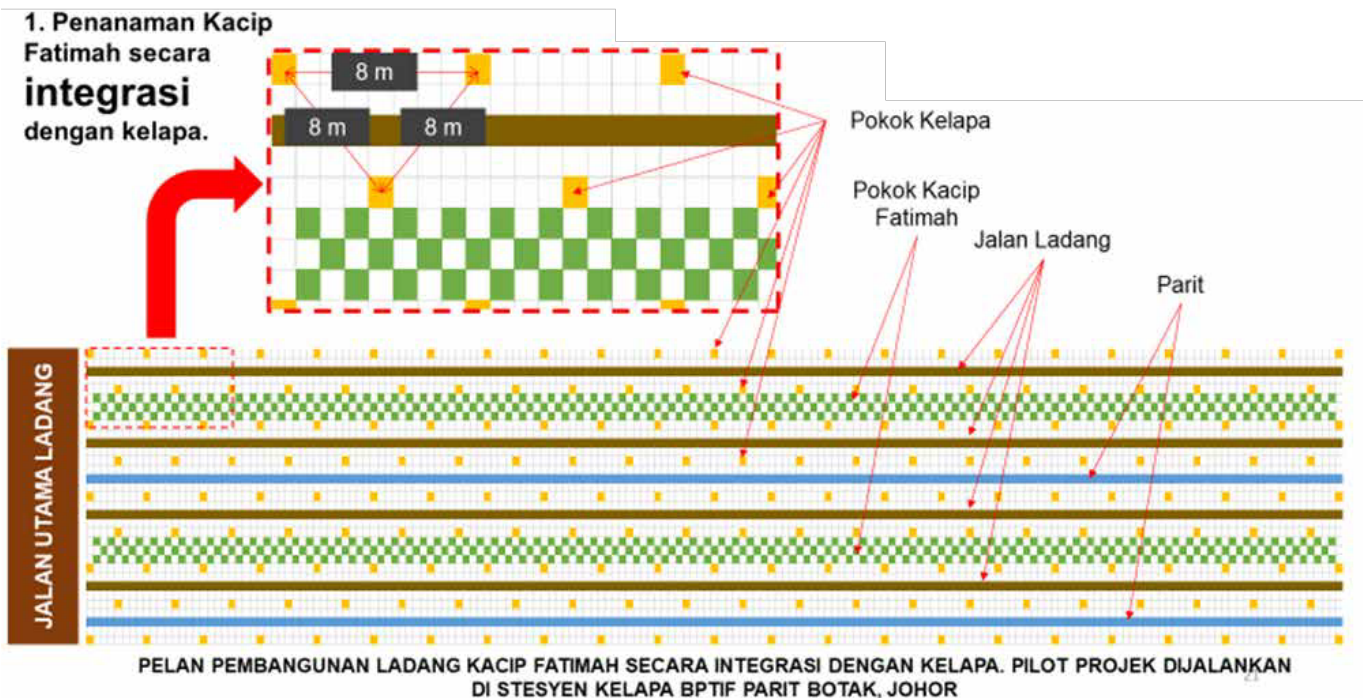 1. Penanaman Kacip
Fatimah secara
integrasi
dengan kelapa.
8 m
8 m
8 m
Pokok Kelapa
Pokok Kacip
Fatimah
Jalan Ladang
Parit
JALAN UTAMA LADANG
PELAN PEMBANGUNAN LADANG KACIP FATIMAH SECARA INTEGRASI DENGAN KELAPA. PILOT PROJEK DIJALANKAN
DI STESYEN KELAPA BPTIF PARIT BOTAK, JOHOR
21